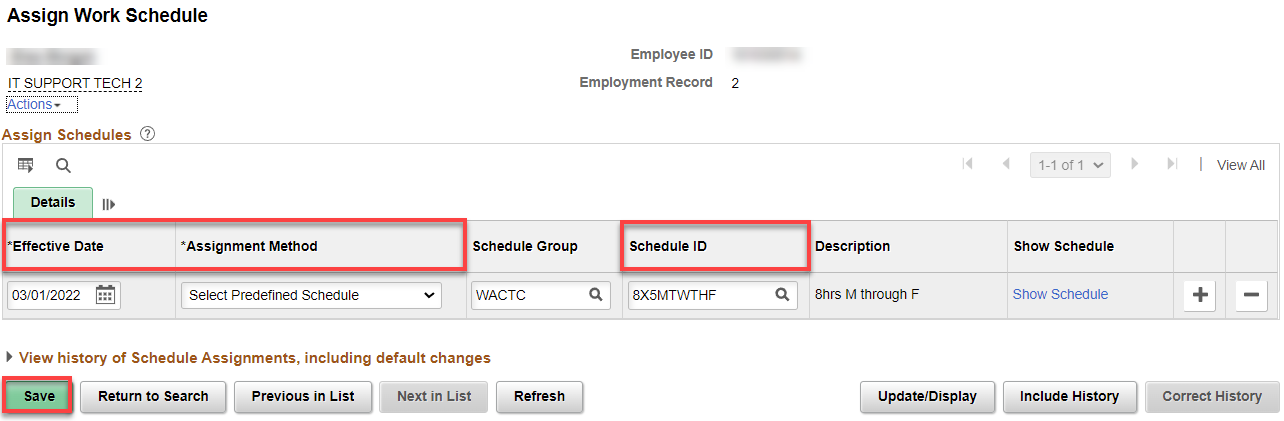 Assign Work Schedule
Employee ID
IT SUPPORT TECH 2 Employment Record 2
Actions
Assign Schedules ?
1-1 of 1 | View All
Details
*Effective Date *Assignment Method Schedule Group Schedule ID Description Show Schedule
03/01/2022 Select Predefined Schedule WACTC 8X5MTWTHF 8hrs M through F Show Schedule + −
View history of Schedule Assignments, including default changes
Save Return to Search Previous in List Next in List Refresh Update/Display Include History Correct History